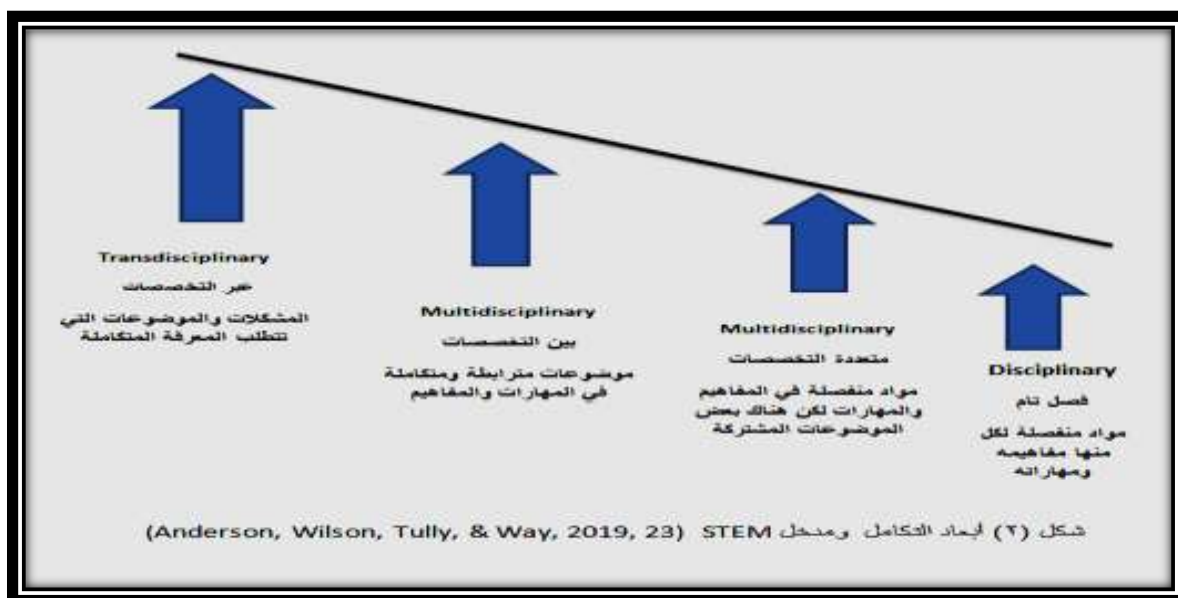 Transdisciplinary
عبر التخصصات
المشكلات والموضوعات التي
تتطلب المعرفة المتكاملة
Multidisciplinary
بين التخصصات
موضوعات مترابطة ومتكاملة
في المهارات والمفاهيم
Multidisciplinary
متعددة التخصصات
مواد منفصلة في المفاهيم
والمهارات لكن هناك بعض
الموضوعات المشتركة
Disciplinary
فصل تام
مواد منفصلة لكل
منها مفاهيمه
ومهاراته
شكل (٢) أبعاد التكامل ومدخل STEM (Anderson, Wilson, Tully, & Way, 2019, 23)